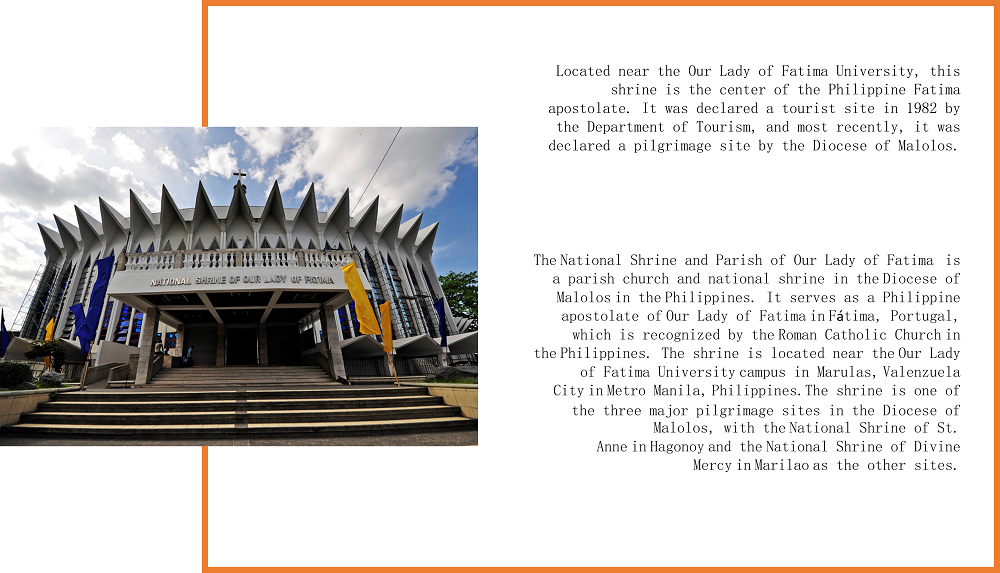 Located near the Our Lady of Fatima University, this
shrine is the center of the Philippine Fatima
apostolate. It was declared a tourist site in 1982 by
the Department of Tourism, and most recently, it was
declared a pilgrimage site by the Diocese of Malolos.
NATIONAL SHRINE OF OUR LADY OF FATIMA
The National Shrine and Parish of Our Lady of Fatima is
a parish church and national shrine in the Diocese of
Malolos in the Philippines. It serves as a Philippine
apostolate of Our Lady of Fatima in Fátima, Portugal,
which is recognized by the Roman Catholic Church in
the Philippines. The shrine is located near the Our Lady
of Fatima University campus in Marulas, Valenzuela
City in Metro Manila, Philippines. The shrine is one of
the three major pilgrimage sites in the Diocese of
Malolos, with the National Shrine of St.
Anne in Hagonoy and the National Shrine of Divine
Mercy in Marilao as the other sites.